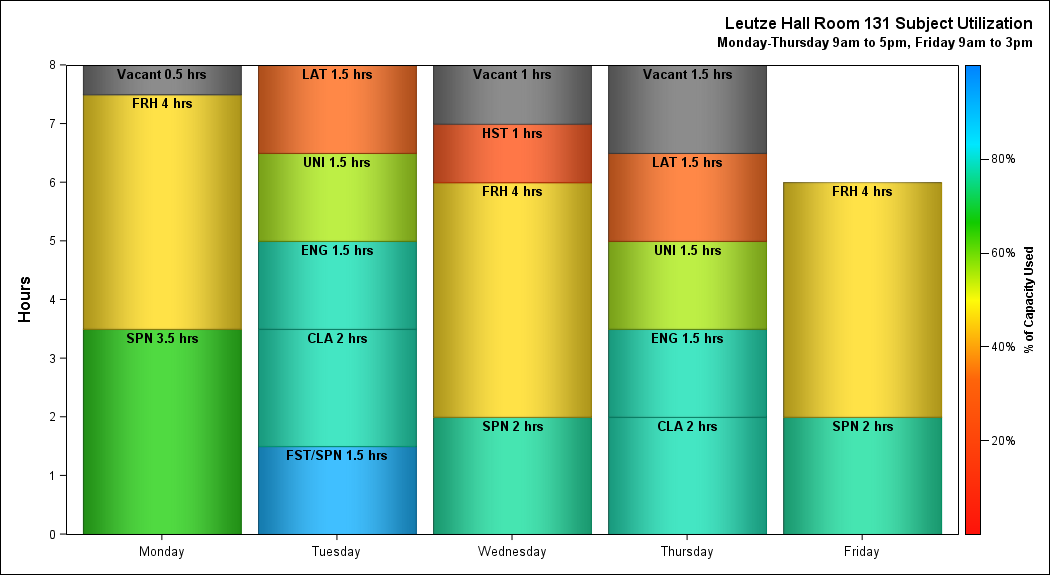 Leutze Hall Room 131 Subject Utilization
Monday-Thursday 9am to 5pm, Friday 9am to 3pm
Hours
8
7
6
5
4
3
2
1
0
Vacant 0.5 hrs
FRH 4 hrs
SPN 3.5 hrs
LAT 1.5 hrs
UNI 1.5 hrs
ENG 1.5 hrs
CLA 2 hrs
FST/SPN 1.5 hrs
Vacant 1 hrs
HST 1 hrs
FRH 4 hrs
SPN 2 hrs
Vacant 1.5 hrs
LAT 1.5 hrs
UNI 1.5 hrs
ENG 1.5 hrs
CLA 2 hrs
FRH 4 hrs
SPN 2 hrs
Monday
Tuesday
Wednesday
Thursday
Friday
80%
60%
40%
20%
% of Capacity Used